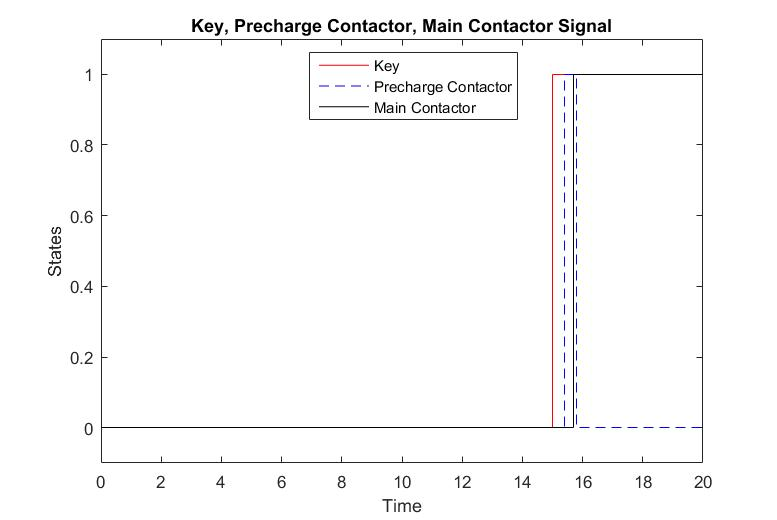 Key, Precharge Contactor, Main Contactor Signal
Key
Precharge Contactor
Main Contactor
1
0.8
0.6
0.4
0.2
0
States
0 2 4 6 8 10 12 14 16 18 20
Time